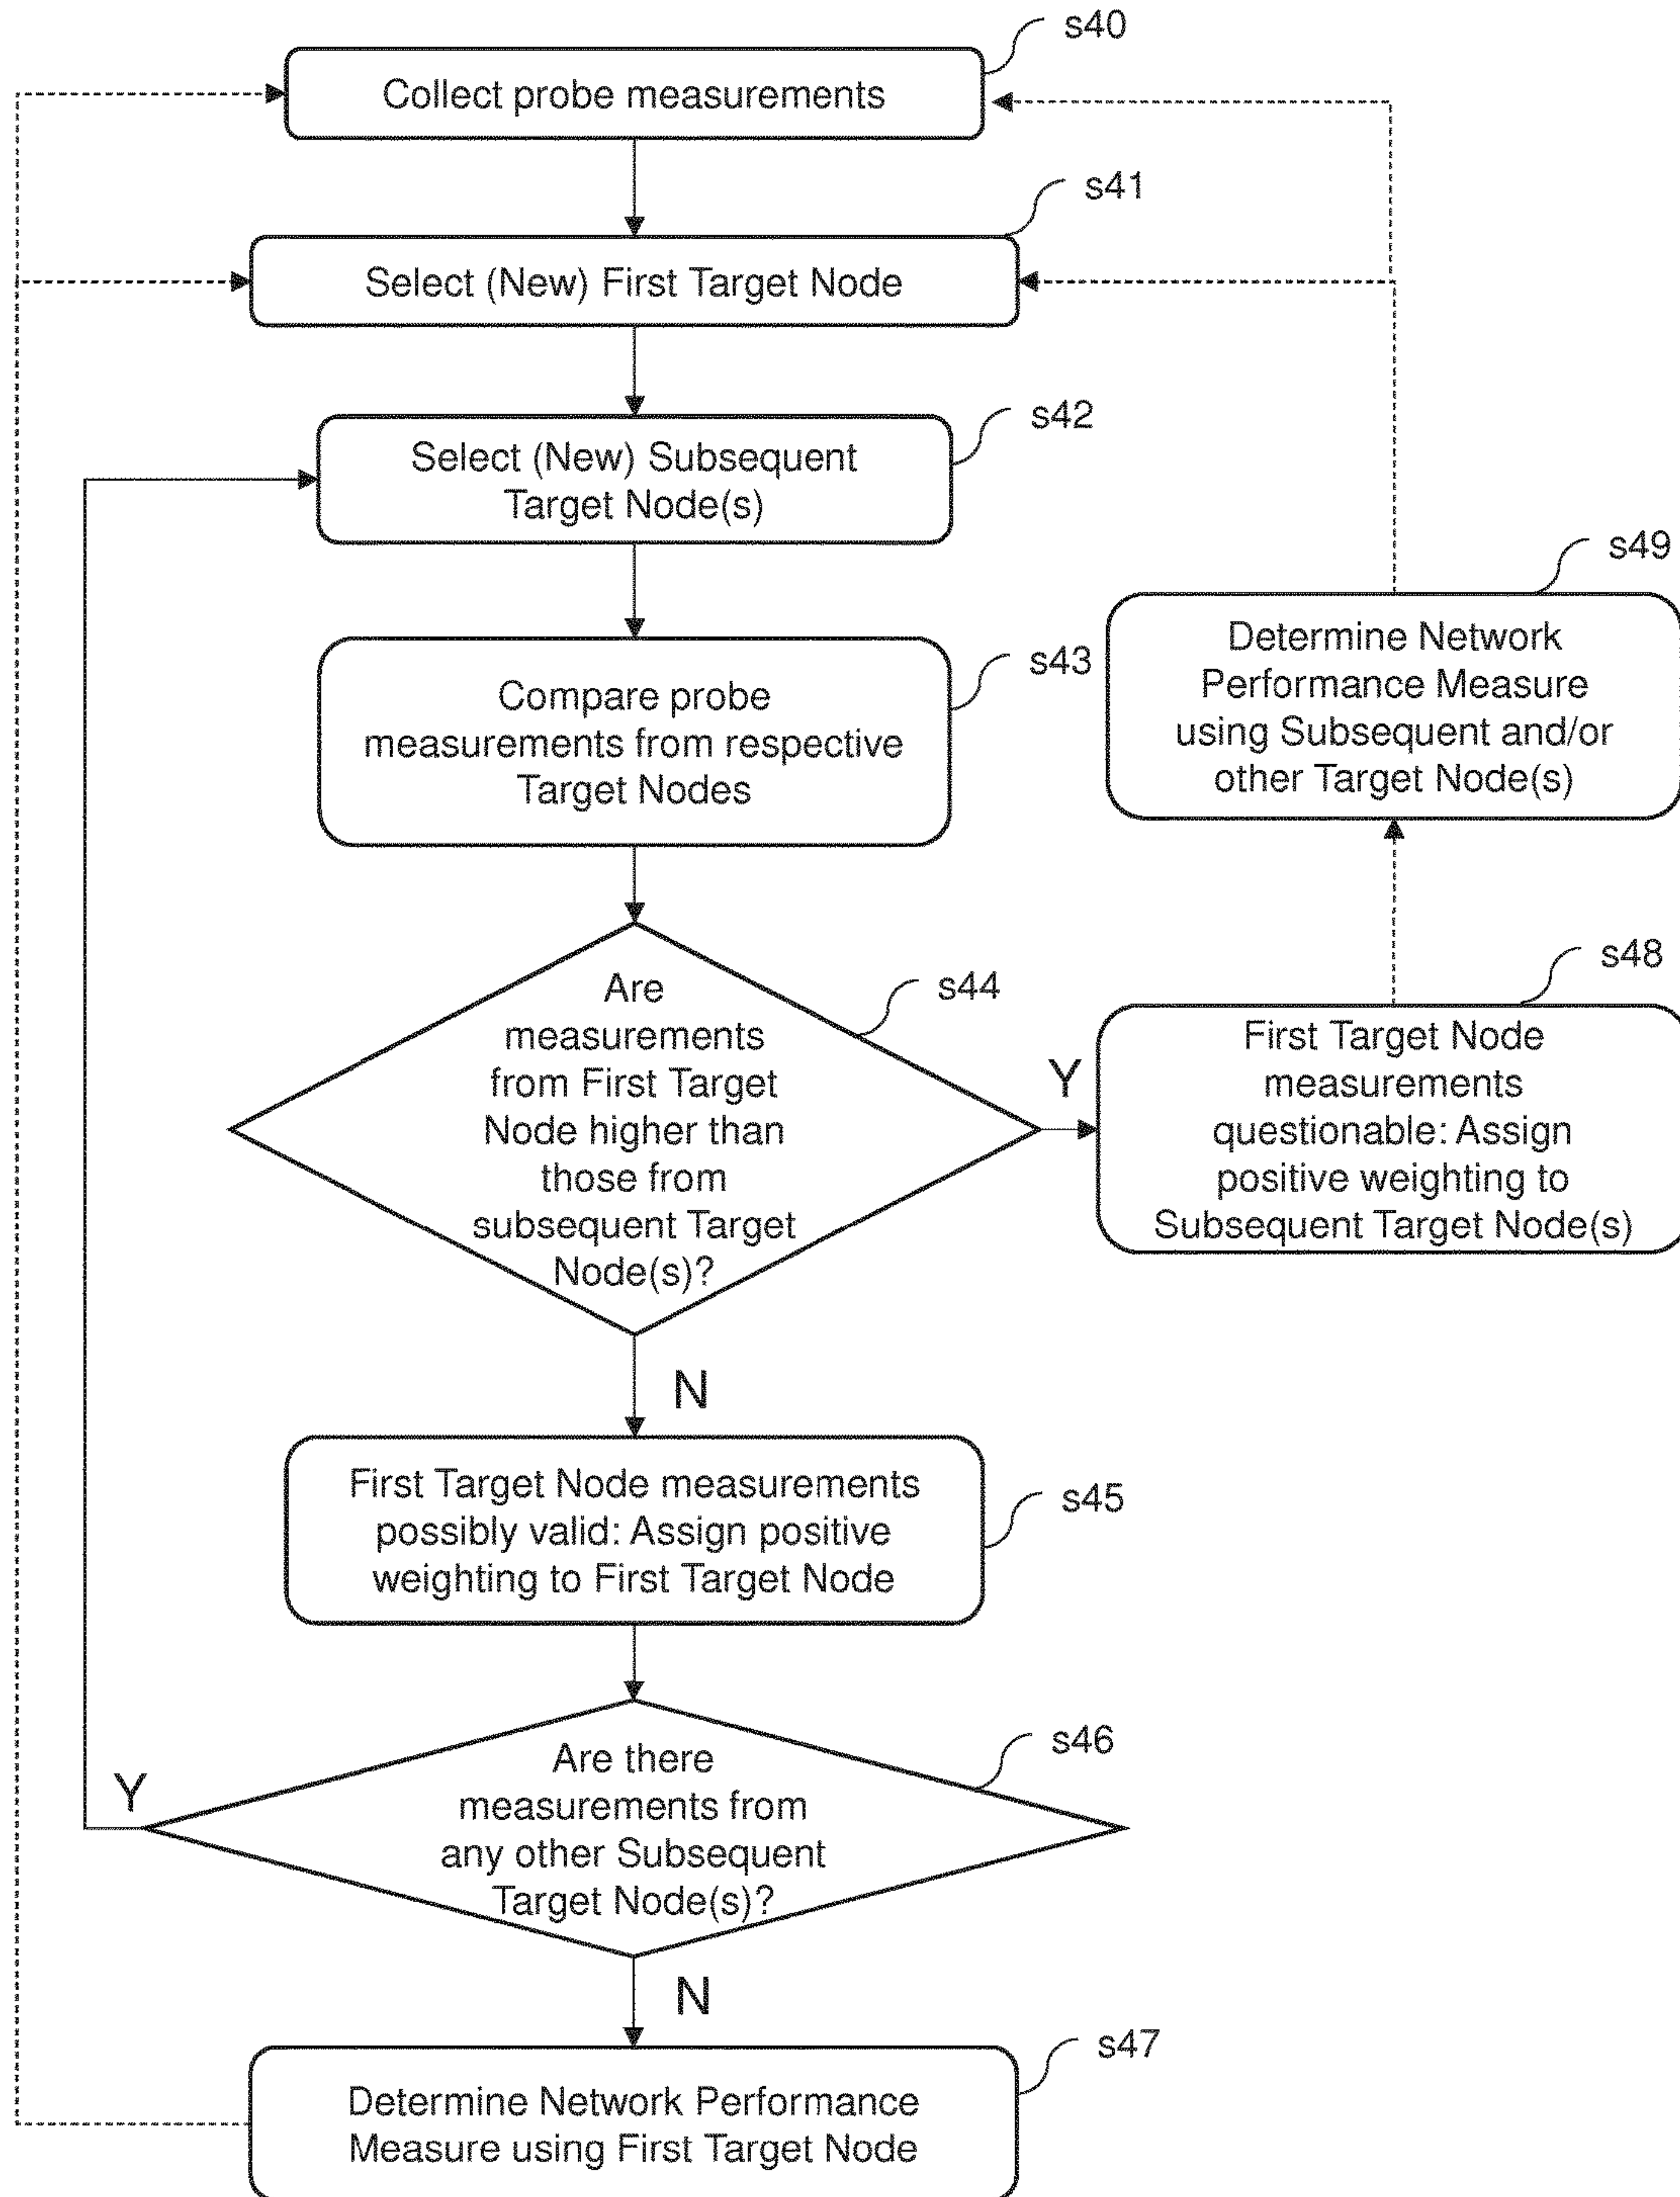 s40
Collect probe measurements
s41
Select (New) First Target Node
s42
Select (New) Subsequent
Target Node(s)
s49
Determine Network
Performance Measure
using Subsequent and/or
other Target Node(s)
s43
Compare probe
measurements from respective
Target Nodes
s44
Are
measurements
from First Target
Node higher than
those from
subsequent Target
Node(s)?
Y
s48
First Target Node
measurements
questionable: Assign
positive weighting to
Subsequent Target Node(s)
N
s45
First Target Node measurements
possibly valid: Assign positive
weighting to First Target Node
s46
Are there
measurements from
any other Subsequent
Target Node(s)?
Y
N
s47
Determine Network Performance
Measure using First Target Node